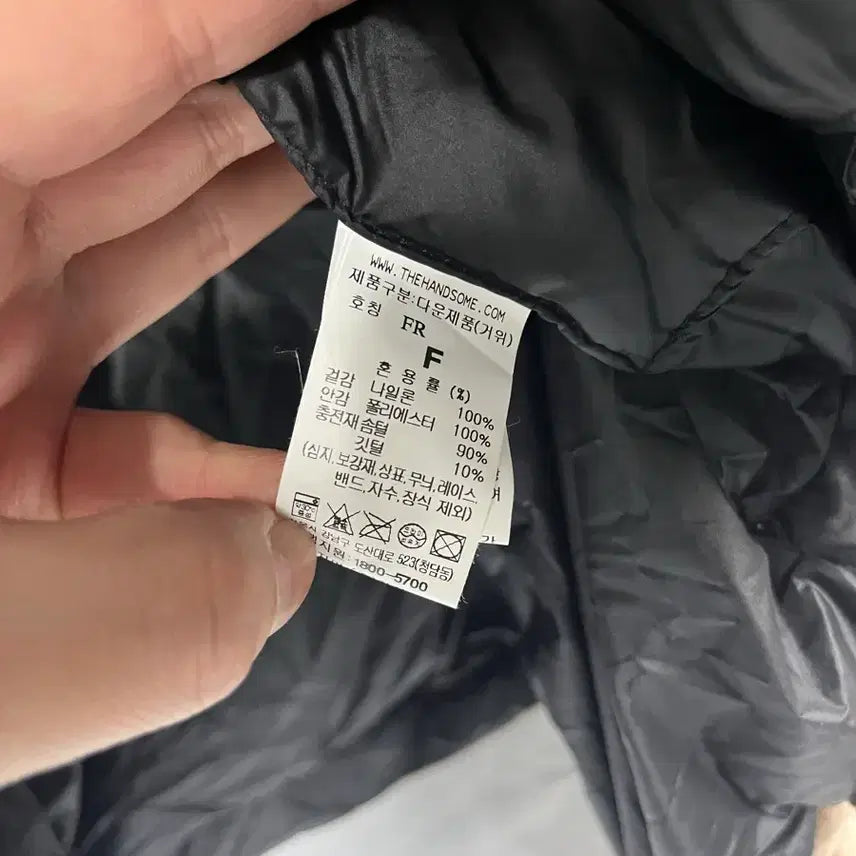 WWW.THEHANDSOME.COM
제품구분:다운제품(거위)
호칭 FR
F
혼 용 률 (%)
겉감 나일론 100%
안감 폴리에스터 100%
충전재 솜털 90%
깃털 10%
(심지,보강재,상표,무늬,레이스
밴드,자수,장식 제외)
강남구 도산대로 523(청담동)
1800-5700